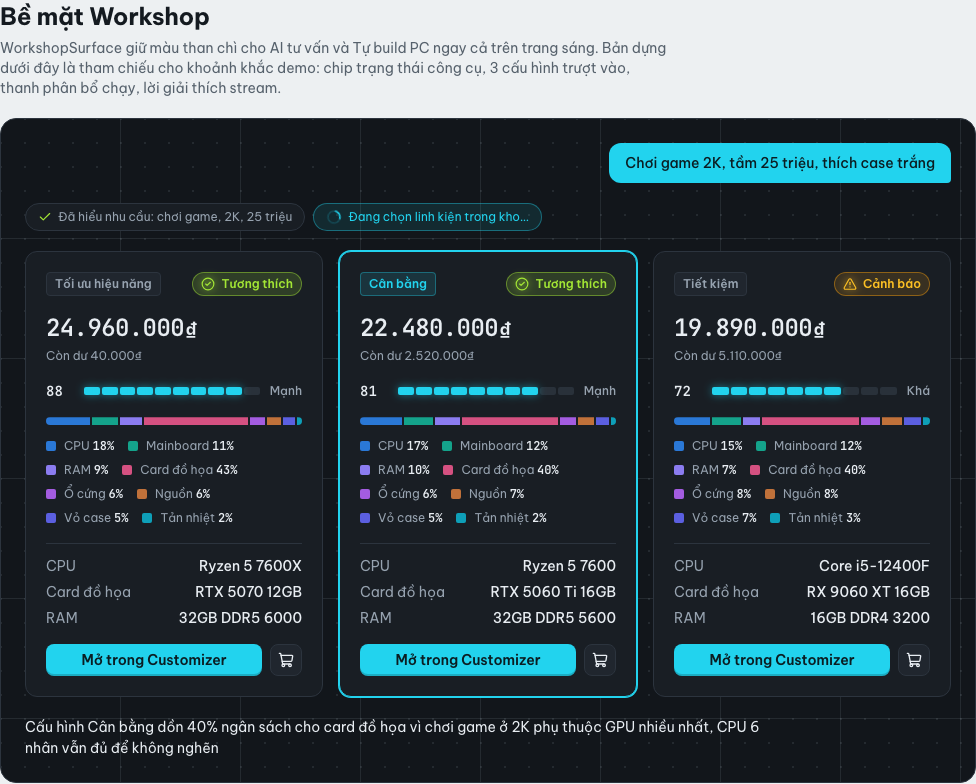 Bề mặt Workshop
WorkshopSurface giữ màu than chì cho AI tư vấn và Tự build PC ngay cả trên trang sáng. Bản dựng
dưới đây là tham chiếu cho khoảnh khắc demo: chip trạng thái công cụ, 3 cấu hình trượt vào,
thanh phân bổ chạy, lời giải thích stream.
Chơi game 2K, tầm 25 triệu, thích case trắng
Đã hiểu nhu cầu: chơi game, 2K, 25 triệu
Đang chọn linh kiện trong kho...
Tối ưu hiệu năng
Tương thích
24.960.000₫
Còn dư 40.000₫
88
Mạnh
CPU 18% Mainboard 11%
RAM 9% Card đồ họa 43%
Ổ cứng 6% Nguồn 6%
Vỏ case 5% Tản nhiệt 2%
CPU Ryzen 5 7600X
Card đồ họa RTX 5070 12GB
RAM 32GB DDR5 6000
Mở trong Customizer
Cân bằng
Tương thích
22.480.000₫
Còn dư 2.520.000₫
81
Mạnh
CPU 17% Mainboard 12%
RAM 10% Card đồ họa 40%
Ổ cứng 6% Nguồn 7%
Vỏ case 5% Tản nhiệt 2%
CPU Ryzen 5 7600
Card đồ họa RTX 5060 Ti 16GB
RAM 32GB DDR5 5600
Mở trong Customizer
Tiết kiệm
Cảnh báo
19.890.000₫
Còn dư 5.110.000₫
72
Khá
CPU 15% Mainboard 12%
RAM 7% Card đồ họa 40%
Ổ cứng 8% Nguồn 8%
Vỏ case 7% Tản nhiệt 3%
CPU Core i5-12400F
Card đồ họa RX 9060 XT 16GB
RAM 16GB DDR4 3200
Mở trong Customizer
Cấu hình Cân bằng dồn 40% ngân sách cho card đồ họa vì chơi game ở 2K phụ thuộc GPU nhiều nhất, CPU 6
nhân vẫn đủ để không nghẽn